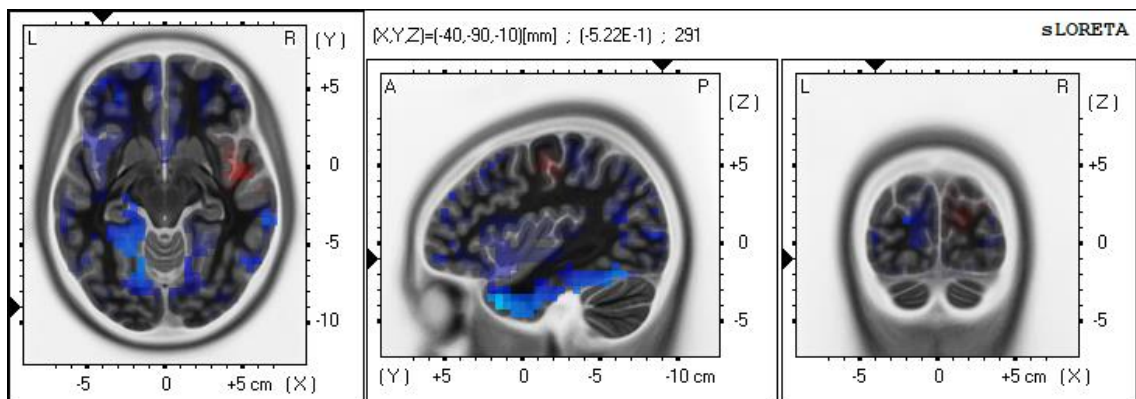 (X,Y,Z)=(-40,-90,-10)[mm] ; (-5.22E-1) ; 291
sLORETA
L R (Y)
+5
0
-5
-10
-5 0 +5 cm (X)
A P (Z)
+5
0
-5
(Y) +5 0 -5 -10 cm
L R (Z)
+5
0
-5
-5 0 +5 cm (X)